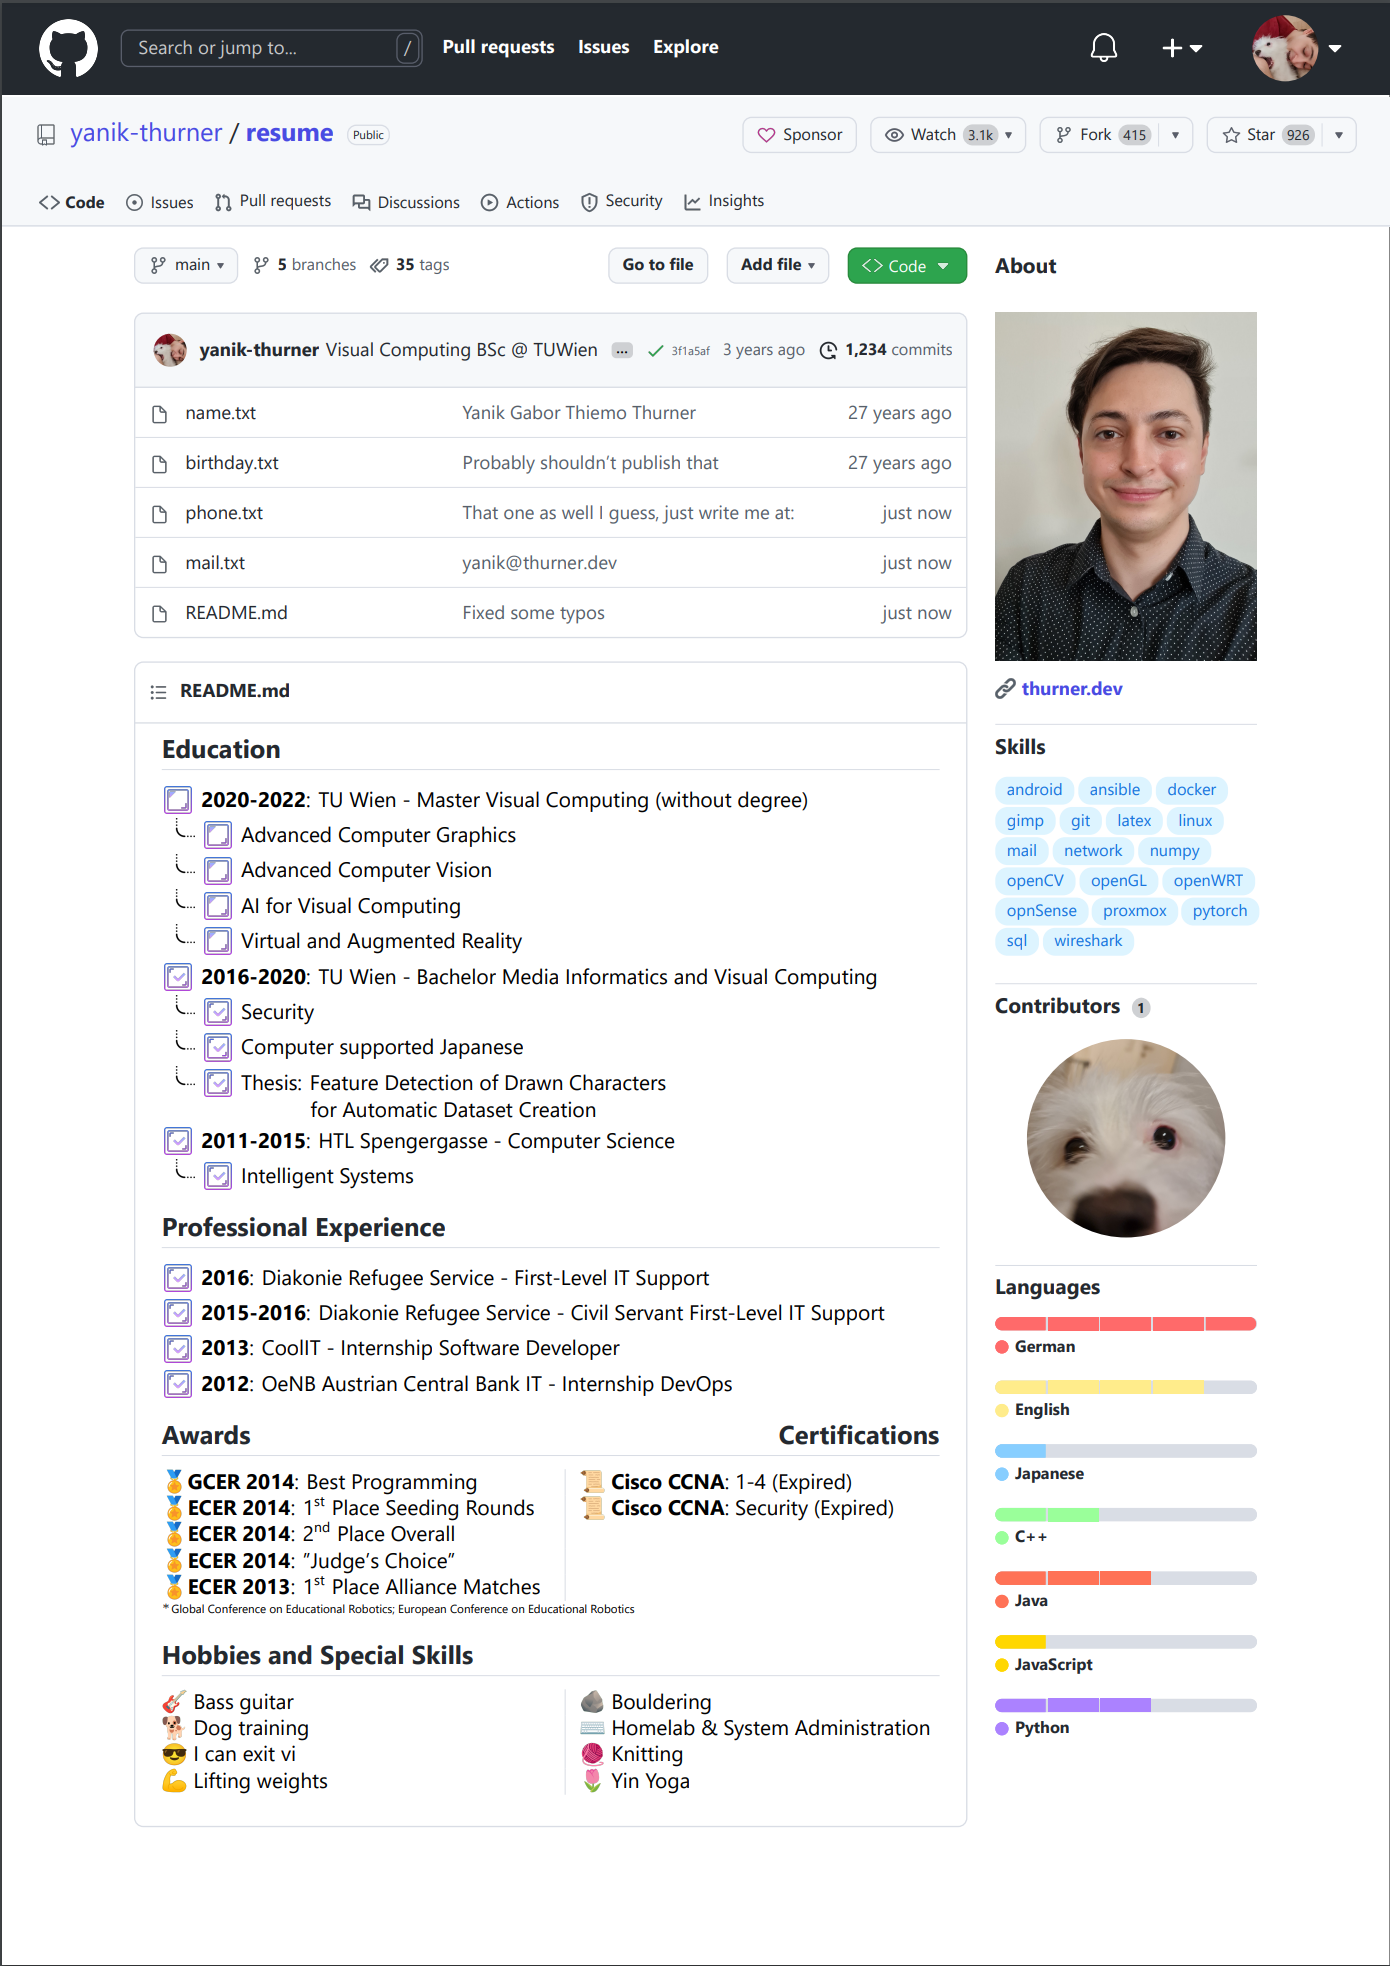 Search or jump to... /
Pull requests Issues Explore
yanik-thurner / resume Public
Sponsor Watch 3.1k Fork 415 Star 926
Code Issues Pull requests Discussions Actions Security Insights
main 5 branches 35 tags Go to file Add file Code
yanik-thurner Visual Computing BSc @ TUWien ... 3f1a5af 3 years ago 1,234 commits
name.txt Yanik Gabor Thiemo Thurner 27 years ago
birthday.txt Probably shouldn't publish that 27 years ago
phone.txt That one as well I guess, just write me at: just now
mail.txt yanik@thurner.dev just now
README.md Fixed some typos just now
README.md
Education
2020-2022: TU Wien - Master Visual Computing (without degree)
Advanced Computer Graphics
Advanced Computer Vision
AI for Visual Computing
Virtual and Augmented Reality
2016-2020: TU Wien - Bachelor Media Informatics and Visual Computing
Security
Computer supported Japanese
Thesis: Feature Detection of Drawn Characters
for Automatic Dataset Creation
2011-2015: HTL Spengergasse - Computer Science
Intelligent Systems
Professional Experience
2016: Diakonie Refugee Service - First-Level IT Support
2015-2016: Diakonie Refugee Service - Civil Servant First-Level IT Support
2013: CoolIT - Internship Software Developer
2012: OeNB Austrian Central Bank IT - Internship DevOps
Awards
GCER 2014: Best Programming
ECER 2014: 1st Place Seeding Rounds
ECER 2014: 2nd Place Overall
ECER 2014: "Judge's Choice"
ECER 2013: 1st Place Alliance Matches
* Global Conference on Educational Robotics; European Conference on Educational Robotics
Certifications
Cisco CCNA: 1-4 (Expired)
Cisco CCNA: Security (Expired)
Hobbies and Special Skills
Bass guitar
Dog training
I can exit vi
Lifting weights
Bouldering
Homelab & System Administration
Knitting
Yin Yoga
About
thurner.dev
Skills
android ansible docker
gimp git latex linux
mail network numpy
openCV openGL openWRT
opnSense proxmox pytorch
sql wireshark
Contributors 1
Languages
German
English
Japanese
C++
Java
JavaScript
Python